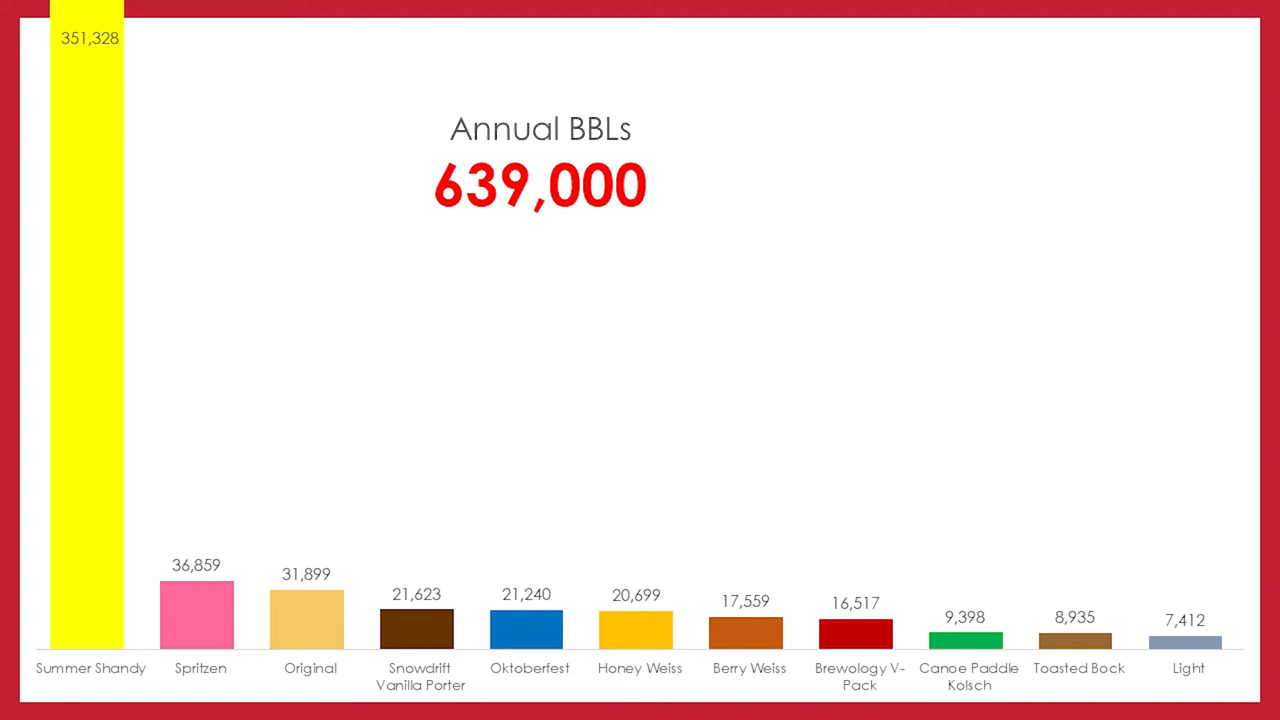 351,328
Annual BBLs
639,000
36,859
31,899
21,623
21,240
20,699
17,559
16,517
9,398
8,935
7,412
Summer Shandy
Spritzen
Original
Snowdrift
Vanilla Porter
Oktoberfest
Honey Weiss
Berry Weiss
Brewology V-
Pack
Canoe Paddle
Kolsch
Toasted Bock
Light